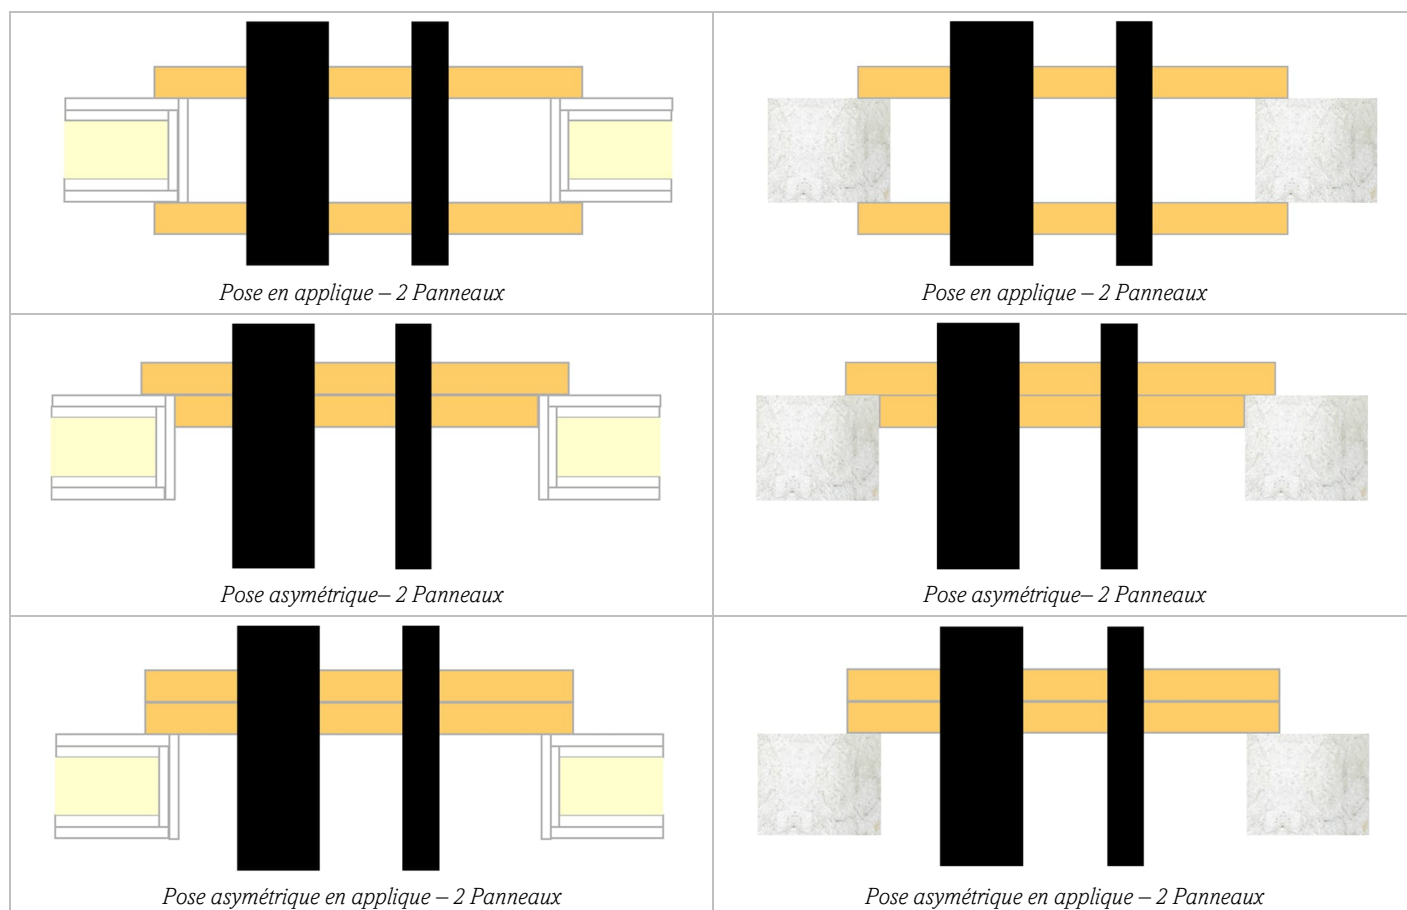 Pose en applique – 2 Panneaux
Pose en applique – 2 Panneaux
Pose asymétrique– 2 Panneaux
Pose asymétrique– 2 Panneaux
Pose asymétrique en applique – 2 Panneaux
Pose asymétrique en applique – 2 Panneaux